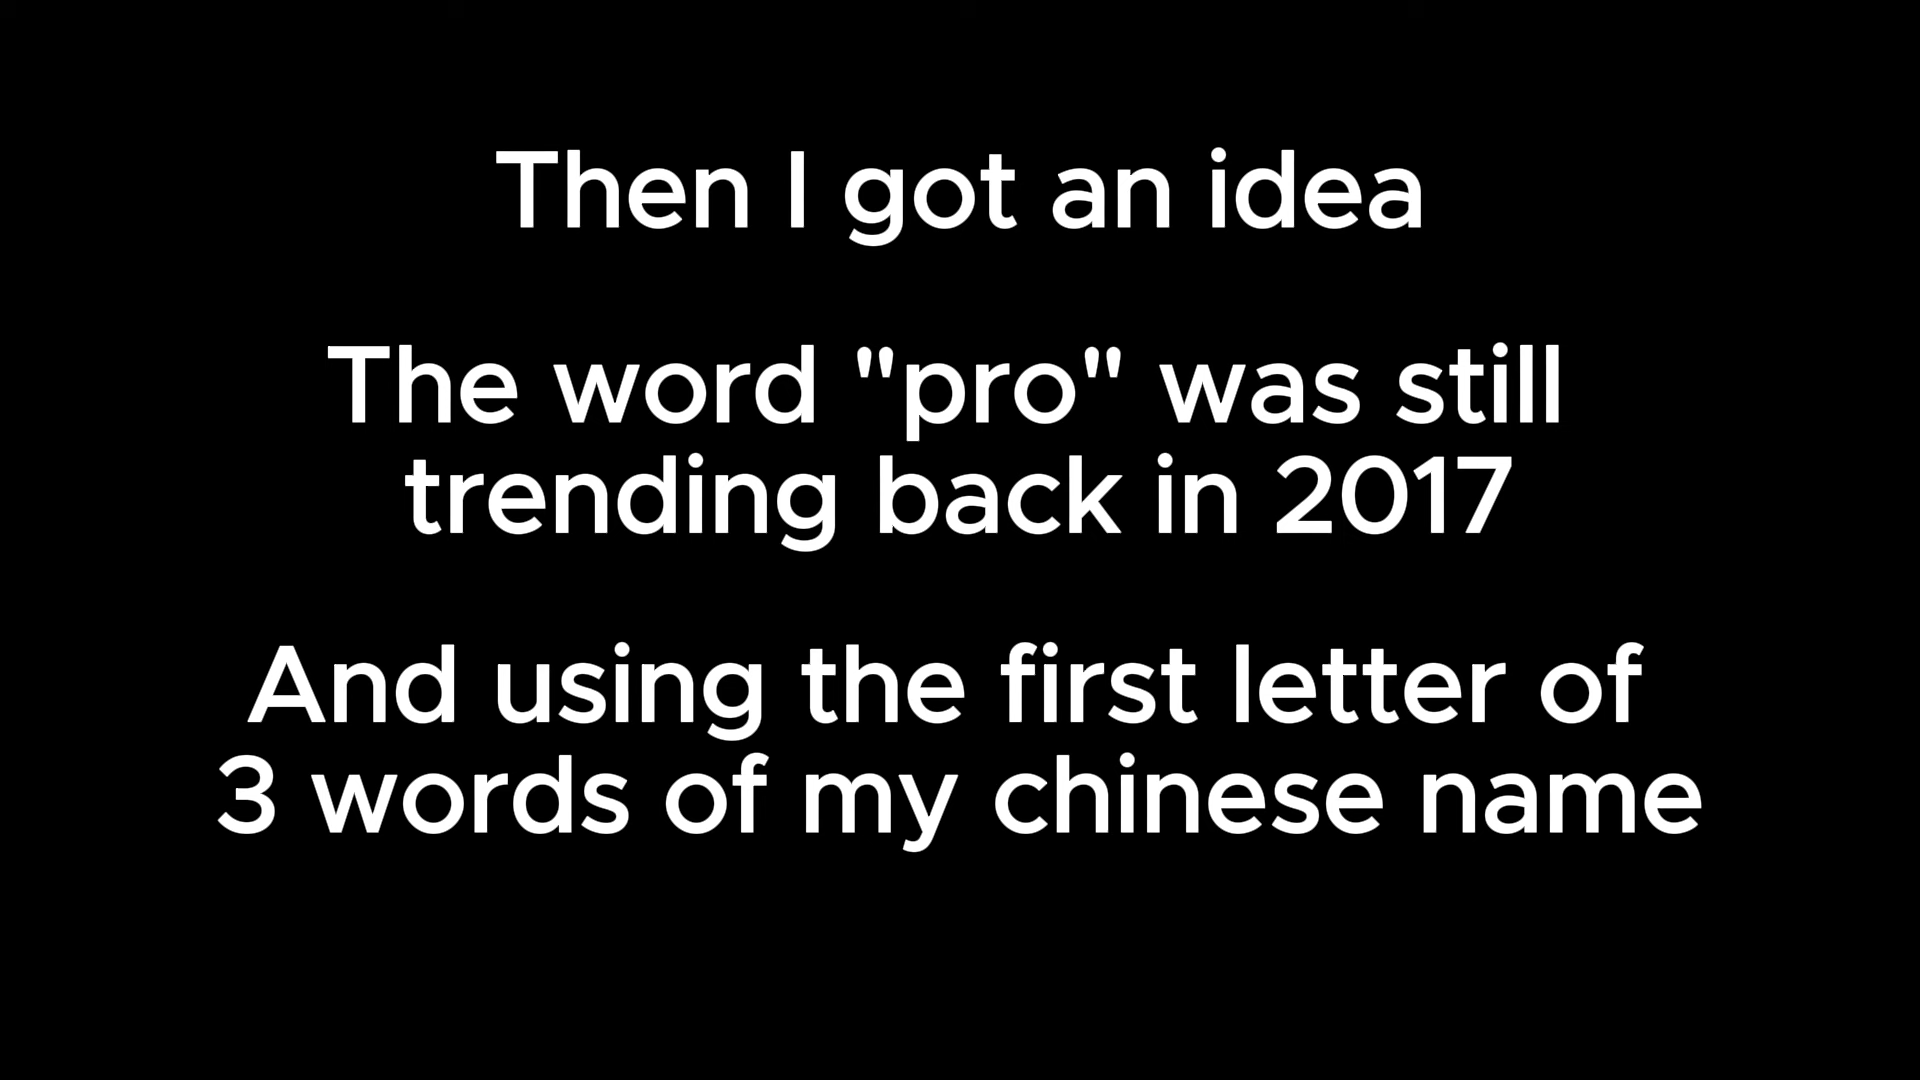 Then I got an idea
The word "pro" was still
trending back in 2017
And using the first letter of
3 words of my chinese name